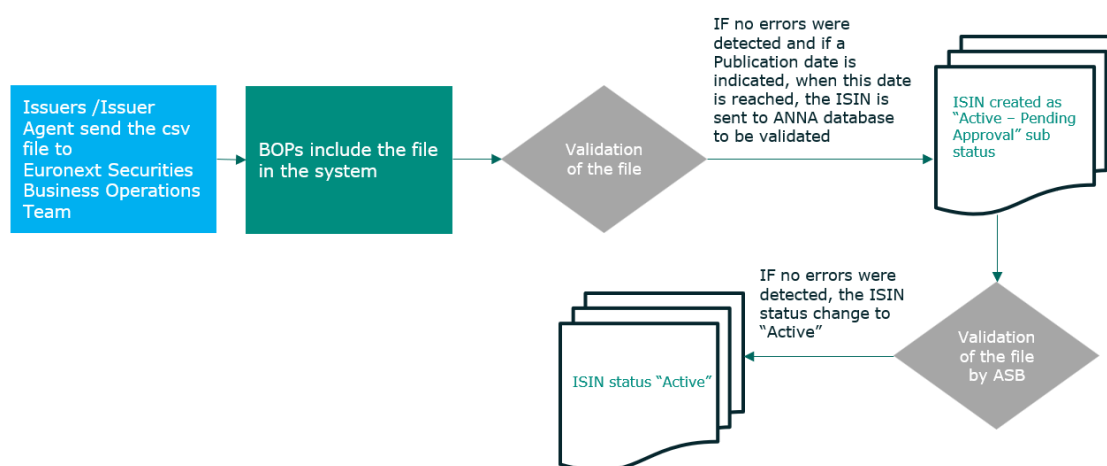 Issuers /Issuer
Agent send the csv
file to
Euronext Securities
Business Operations
Team
BOPs include the file
in the system
Validation
of the file
IF no errors were
detected and if a
Publication date is
indicated, when this
date is reached, the ISIN is
sent to ANNA database
to be validated
ISIN created as
“Active – Pending
Approval” sub
status
Validation
of the file
by ASB
IF no errors were
detected, the ISIN
status change to
“Active”
ISIN status “Active”